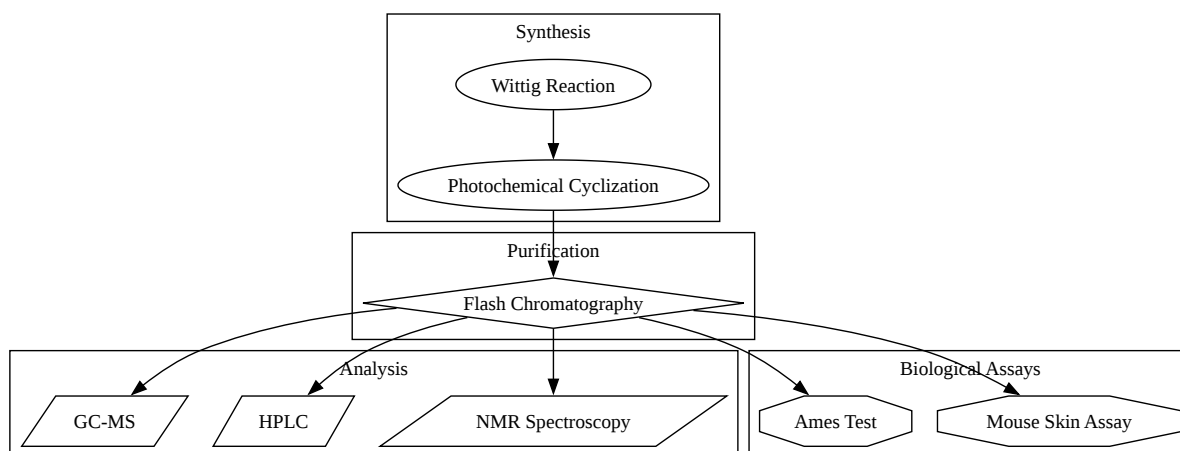 Synthesis
Wittig Reaction
Photochemical Cyclization
Purification
Flash Chromatography
Analysis
Biological Assays
GC-MS
HPLC
NMR Spectroscopy
Ames Test
Mouse Skin Assay